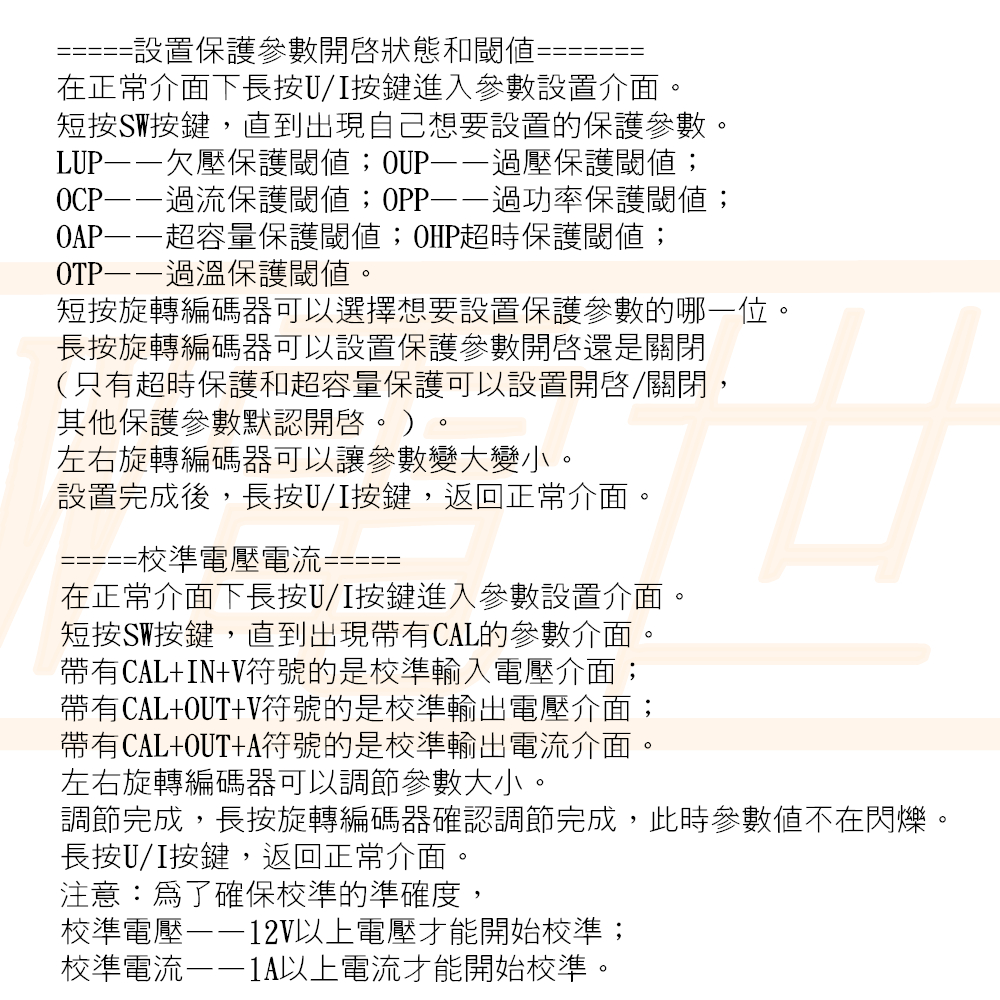 =====設置保護參數開啓狀態和閾值=======
在正常介面下長按U/I按鍵進入參數設置介面。
短按SW按鍵，直到出現自己想要設置的保護參數。
LUP——欠壓保護閾值；OUP——過壓保護閾值；
OCP——過流保護閾值；OPP——過功率保護閾值；
OAP——超容量保護閾值；OHP超時保護閾值；
OTP——過溫保護閾值。
短按旋轉編碼器可以選擇想要設置保護參數的哪一位。
長按旋轉編碼器可以設置保護參數開啓還是關閉
(只有超時保護和超容量保護可以設置開啓/關閉，
其他保護參數默認開啓。)。
左右旋轉編碼器可以讓參數變大變小。
設置完成後，長按U/I按鍵，返回正常介面。
=====校準電壓電流=====
在正常介面下長按U/I按鍵進入參數設置介面。
短按SW按鍵，直到出現帶有CAL的參數介面。
帶有CAL+IN+V符號的是校準輸入電壓介面；
帶有CAL+OUT+V符號的是校準輸出電壓介面；
帶有CAL+OUT+A符號的是校準輸出電流介面。
左右旋轉編碼器可以調節參數大小。
調節完成，長按旋轉編碼器確認調節完成，此時參數值不在閃爍。
長按U/I按鍵，返回正常介面。
注意：爲了確保校準的準確度，
校準電壓——12V以上電壓才能開始校準；
校準電流——1A以上電流才能開始校準。